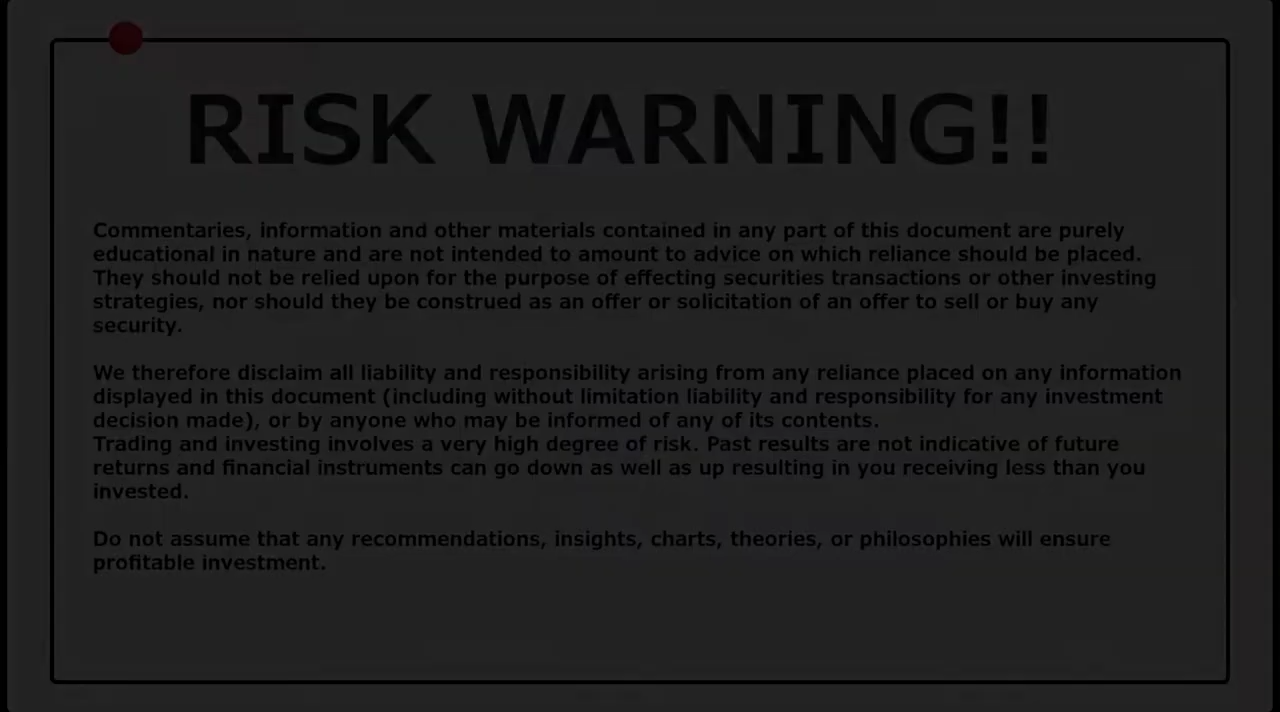 RISK WARNING!!
Commentaries, information and other materials contained in any part of this document are purely
educational in nature and are not intended to amount to advice on which reliance should be placed.
They should not be relied upon for the purpose of effecting securities transactions or other investing
strategies, nor should they be construed as an offer or solicitation of an offer to sell or buy any
security.
We therefore disclaim all liability and responsibility arising from any reliance placed on any information
displayed in this document (including without limitation liability and responsibility for any investment
decision made), or by anyone who may be informed of any of its contents.
Trading and investing involves a very high degree of risk. Past results are not indicative of future
returns and financial instruments can go down as well as up resulting in you receiving less than you
invested.
Do not assume that any recommendations, insights, charts, theories, or philosophies will ensure
profitable investment.